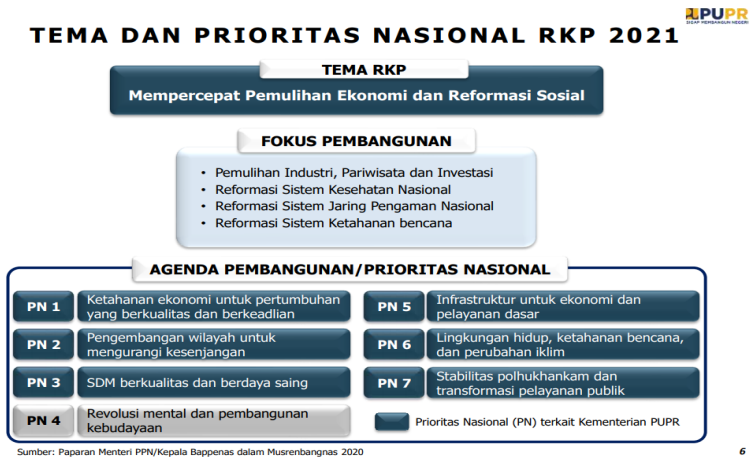 PUPR
SIGAP MEMBANGUN NEGERI
TEMA DAN PRIORITAS NASIONAL RKP 2021
TEMA RKP
Mempercepat Pemulihan Ekonomi dan Reformasi Sosial
FOKUS PEMBANGUNAN
• Pemulihan Industri, Pariwisata dan Investasi
• Reformasi Sistem Kesehatan Nasional
• Reformasi Sistem Jaring Pengaman Nasional
• Reformasi Sistem Ketahanan bencana
AGENDA PEMBANGUNAN/PRIORITAS NASIONAL
PN 1
Ketahanan ekonomi untuk pertumbuhan
yang berkualitas dan berkeadlian
PN 2
Pengembangan wilayah untuk
mengurangi kesenjangan
PN 3
SDM berkualitas dan berdaya saing
PN 4
Revolusi mental dan pembangunan
kebudayaan
PN 5
Infrastruktur untuk ekonomi dan
pelayanan dasar
PN 6
Lingkungan hidup, ketahanan bencana,
dan perubahan iklim
PN 7
Stabilitas polhukhankam dan
transformasi pelayanan publik
Prioritas Nasional (PN) terkait Kementerian PUPR
Sumber: Paparan Menteri PPN/Kepala Bappenas dalam Musrenbangnas 2020
6